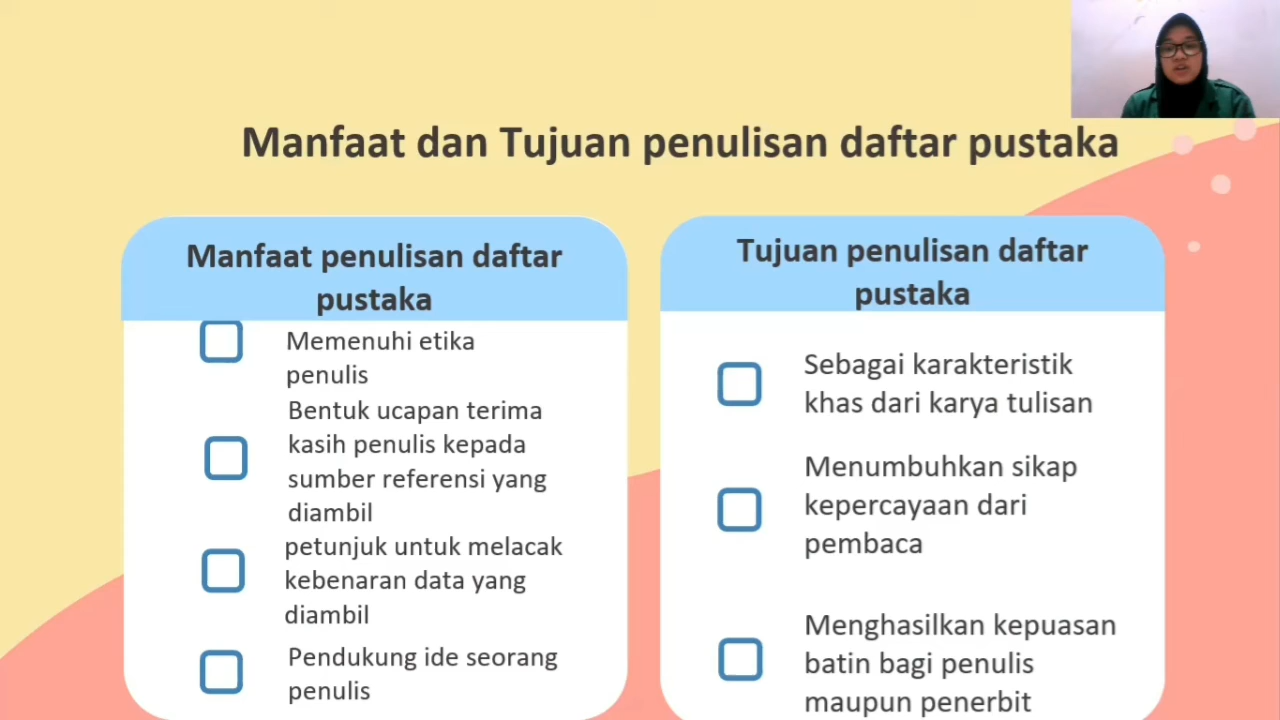 Manfaat dan Tujuan penulisan daftar pustaka
Manfaat penulisan daftar
pustaka
Memenuhi etika
penulis
Bentuk ucapan terima
kasih penulis kepada
sumber referensi yang
diambil
petunjuk untuk melacak
kebenaran data yang
diambil
Pendukung ide seorang
penulis
Tujuan penulisan daftar
pustaka
Sebagai karakteristik
khas dari karya tulisan
Menumbuhkan sikap
kepercayaan dari
pembaca
Menghasilkan kepuasan
batin bagi penulis
maupun penerbit